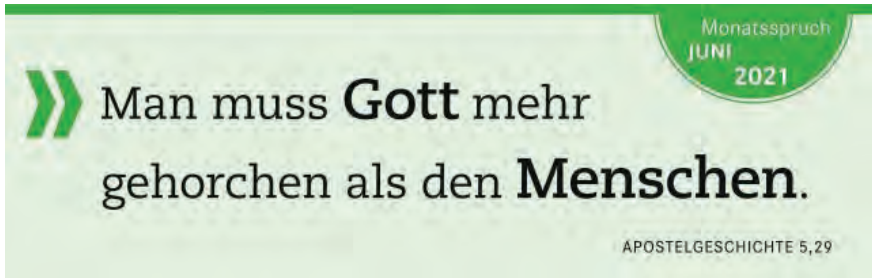 Monatsspruch
JUNI
2021
Man muss Gott mehr
gehorchen als den Menschen.
APOSTELGESCHICHTE 5,29